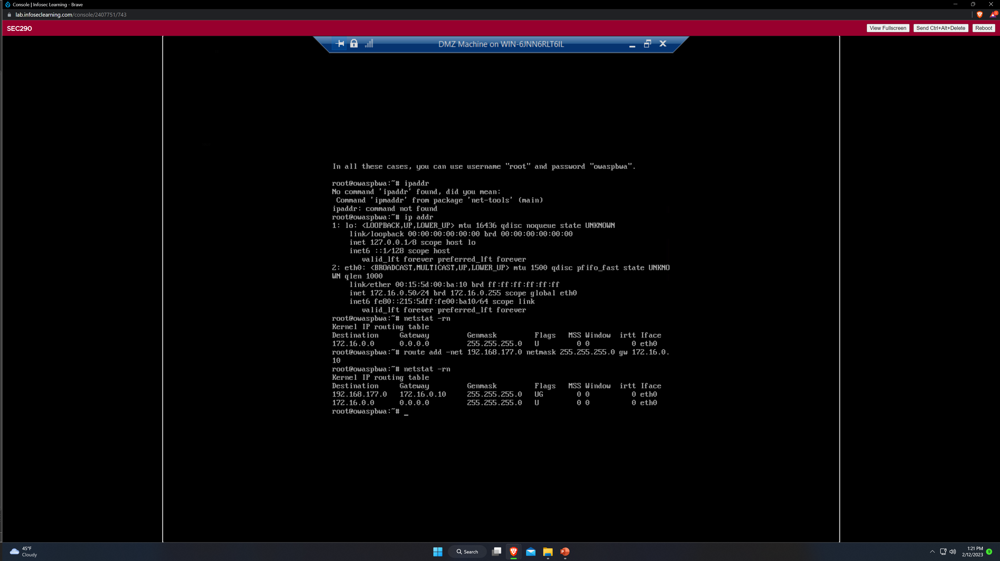 Console | Infosec Learning - Brave
lab.infoseclearning.com/console/2407751/743
1
SEC290
View Fullscreen Send Ctrl+Alt+Delete Reboot
DMZ Machine on WIN-6JNN6RLT6IL
In all these cases, you can use username "root" and password "owaspbwa".
root@owaspbwa:~# ipaddr
No command 'ipaddr' found, did you mean:
 Command 'ipmaddr' from package 'net-tools' (main)
ipaddr: command not found
root@owaspbwa:~# ip addr
1: lo: <LOOPBACK,UP,LOWER_UP> mtu 16436 qdisc noqueue state UNKNOWN
    link/loopback 00:00:00:00:00:00 brd 00:00:00:00:00:00
    inet 127.0.0.1/8 scope host lo
    inet6 ::1/128 scope host
       valid_lft forever preferred_lft forever
2: eth0: <BROADCAST,MULTICAST,UP,LOWER_UP> mtu 1500 qdisc pfifo_fast state UNKNO
WN qlen 1000
    link/ether 00:15:5d:00:ba:10 brd ff:ff:ff:ff:ff:ff
    inet 172.16.0.50/24 brd 172.16.0.255 scope global eth0
    inet6 fe80::215:5dff:fe00:ba10/64 scope link
       valid_lft forever preferred_lft forever
root@owaspbwa:~# netstat -rn
Kernel IP routing table
Destination     Gateway         Genmask         Flags   MSS Window  irtt Iface
172.16.0.0      0.0.0.0         255.255.255.0   U         0 0          0 eth0
root@owaspbwa:~# route add -net 192.168.177.0 netmask 255.255.255.0 gw 172.16.0.
10
root@owaspbwa:~# netstat -rn
Kernel IP routing table
Destination     Gateway         Genmask         Flags   MSS Window  irtt Iface
192.168.177.0   172.16.0.10     255.255.255.0   UG        0 0          0 eth0
172.16.0.0      0.0.0.0         255.255.255.0   U         0 0          0 eth0
root@owaspbwa:~# _
45°F
Cloudy
Search
P
1:21 PM
2/12/2023
9